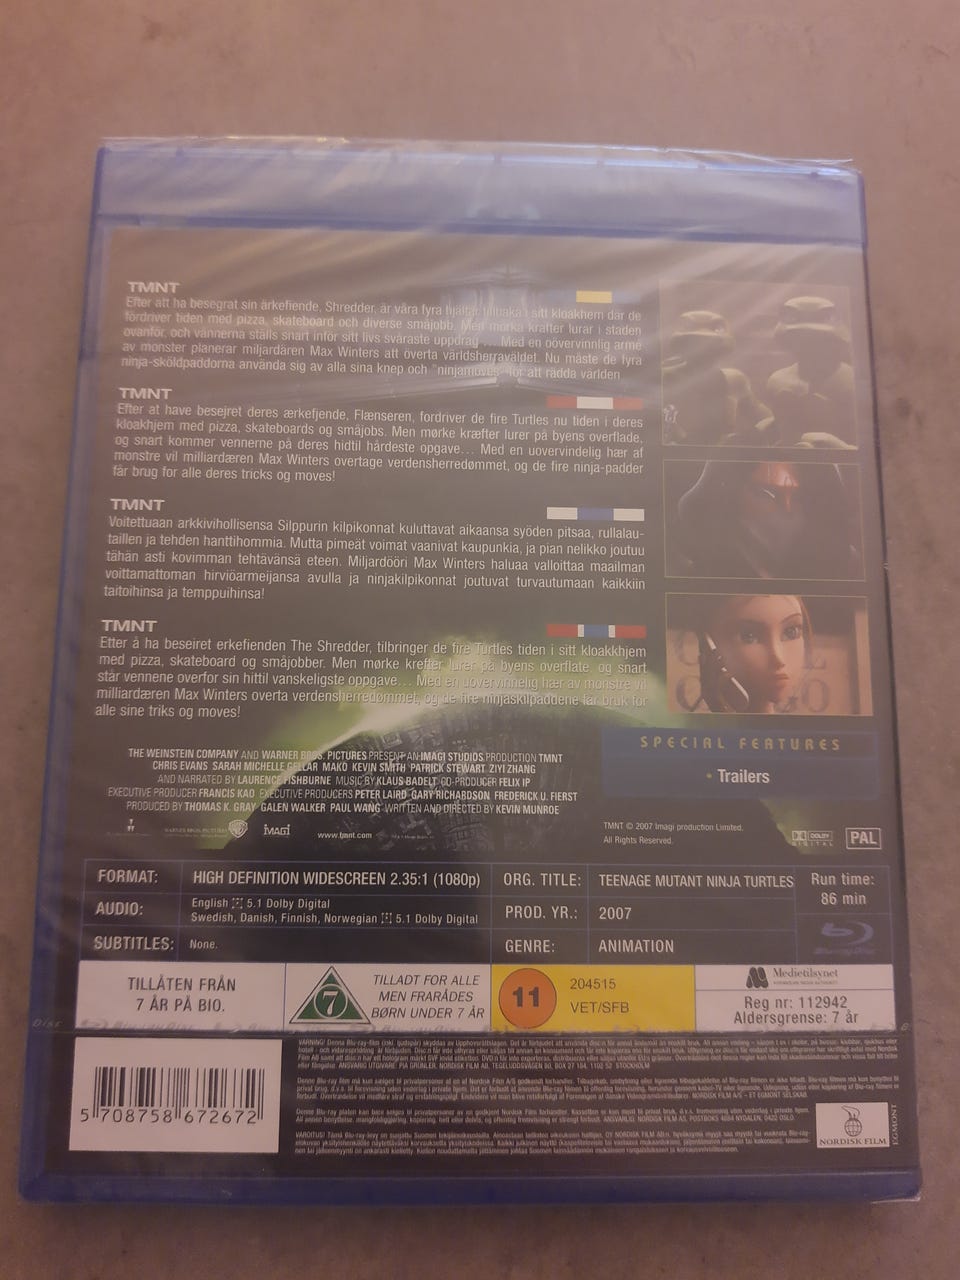 TMNT
Efter att ha besegrat sin ärkefiende, Shredder, är våra fyra hjältar tillbaka i sitt kloakhem där de
fördriver tiden med pizza, skateboard och diverse småjobb. Men mörka krafter lurar i staden
ovanför, och vännerna ställs snart inför sitt livs svåraste uppdrag ... Med en oövervinnlig armé
av monster planerar miljardären Max Winters att överta världsherraväldet. Nu måste de fyra
ninja-sköldpaddorna använda sig av alla sina knep och "ninjamoves" för att rädda världen
TMNT
Efter at have besejret deres ærkefjende, Flænseren, fordriver de fire Turtles nu tiden i deres
kloakhjem med pizza, skateboards og småjobs. Men mørke kræfter lurer på byens overflade,
og snart kommer vennerne på deres hidtil hårdeste opgave... Med en uovervindelig hær af
monstre vil milliardæren Max Winters overtage verdensherredømmet, og de fire ninja-padder
får brug for alle deres tricks og moves!
TMNT
Voitettuaan arkkivihollisensa Silppurin kilpikonnat kuluttavat aikaansa syöden pitsaa, rullalau-
taillen ja tehden hanttihommia. Mutta pimeät voimat vaanivat kaupunkia, ja pian nelikko joutuu
tähän asti kovimman tehtävänsä eteen. Miljardööri Max Winters haluaa valloittaa maailman
voittamattoman hirviöarmeijansa avulla ja ninjakilpikonnat joutuvat turvautumaan kaikkiin
taitoihinsa ja temppuihinsa!
TMNT
Etter å ha beseiret erkefienden The Shredder, tilbringer de fire Turtles tiden i sitt kloakkhjem
med pizza, skateboard og småjobber. Men mørke krefter lurer på byens overflate, og snart
står vennene overfor sin hittil vanskeligste oppgave... Med en uovervinnelig hær av monstre vil
milliardæren Max Winters overta verdensherredømmet, og de fire ninjaskilpaddene får bruk for
alle sine triks og moves!
SPECIAL FEATURES
• Trailers
THE WEINSTEIN COMPANY AND WARNER BROS. PICTURES PRESENT AN IMAGI STUDIOS PRODUCTION TMNT
CHRIS EVANS SARAH MICHELLE GELLAR MAKO KEVIN SMITH PATRICK STEWART ZIYI ZHANG
AND NARRATED BY LAURENCE FISHBURNE MUSIC BY KLAUS BADELT CO-PRODUCER FELIX IP
EXECUTIVE PRODUCER FRANCIS KAO EXECUTIVE PRODUCERS PETER LAIRD GARY RICHARDSON FREDERICK U. FIERST
PRODUCED BY THOMAS K. GRAY GALEN WALKER PAUL WANG WRITTEN AND DIRECTED BY KEVIN MUNROE
WARNER BROS. PICTURES
IMAGI
www.tmnt.com
TMNT © 2007 Imagi production Limited.
All Rights Reserved.
DOLBY
DIGITAL
PAL
FORMAT: HIGH DEFINITION WIDESCREEN 2.35:1 (1080p)
AUDIO: English 5.1 Dolby Digital
Swedish, Danish, Finnish, Norwegian 5.1 Dolby Digital
SUBTITLES: None.
ORG. TITLE: TEENAGE MUTANT NINJA TURTLES
PROD. YR.: 2007
GENRE: ANIMATION
Run time:
86 min
TILLÅTEN FRÅN
7 ÅR PÅ BIO.
7
TILLADT FOR ALLE
MEN FRARÅDES
BØRN UNDER 7 ÅR
11
204515
VET/SFB
Medietilsynet
Reg nr: 112942
Aldersgrense: 7 år
5 708758 672672
NORDISK FILM
EGMONT